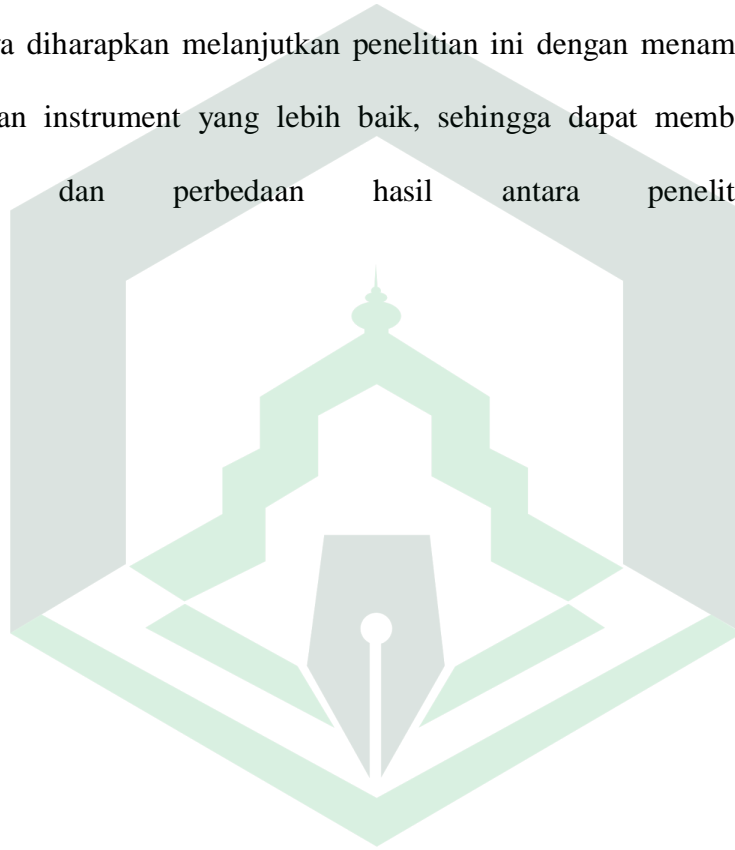 va diharapkan melanjutkan penelitian ini dengan menam
an instrument yang lebih baik, sehingga dapat memb
dan perbedaan hasil antara penelit